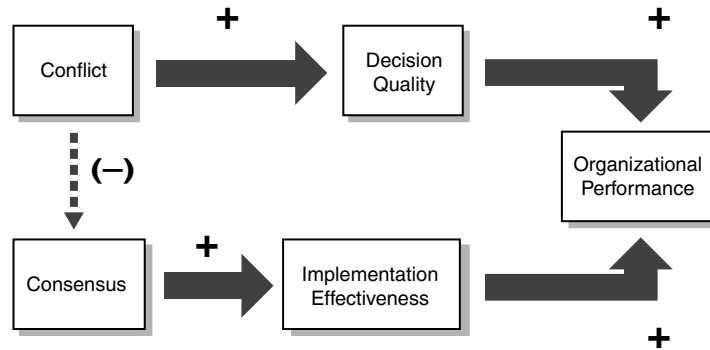 +
+
Conflict
Decision
Quality
(–)
Organizational
Performance
+
Consensus
Implementation
Effectiveness
+